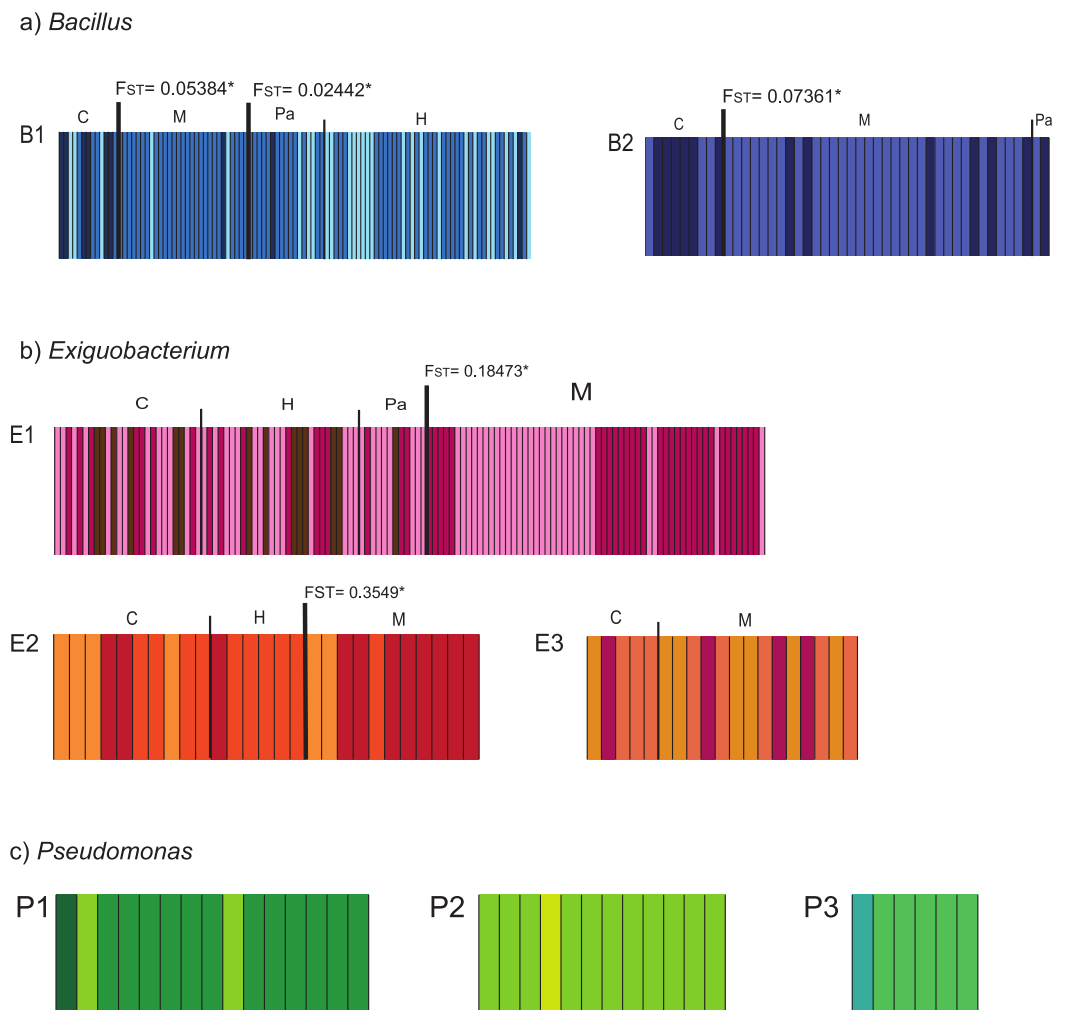 a) Bacillus
FST= 0.05384* FST= 0.02442*
C M Pa H
B1
FST= 0.07361*
C M Pa
B2
b) Exiguobacterium
FST= 0.18473*
C H Pa M
E1
FST= 0.3549*
C H M
E2
C M
E3
c) Pseudomonas
P1 P2 P3